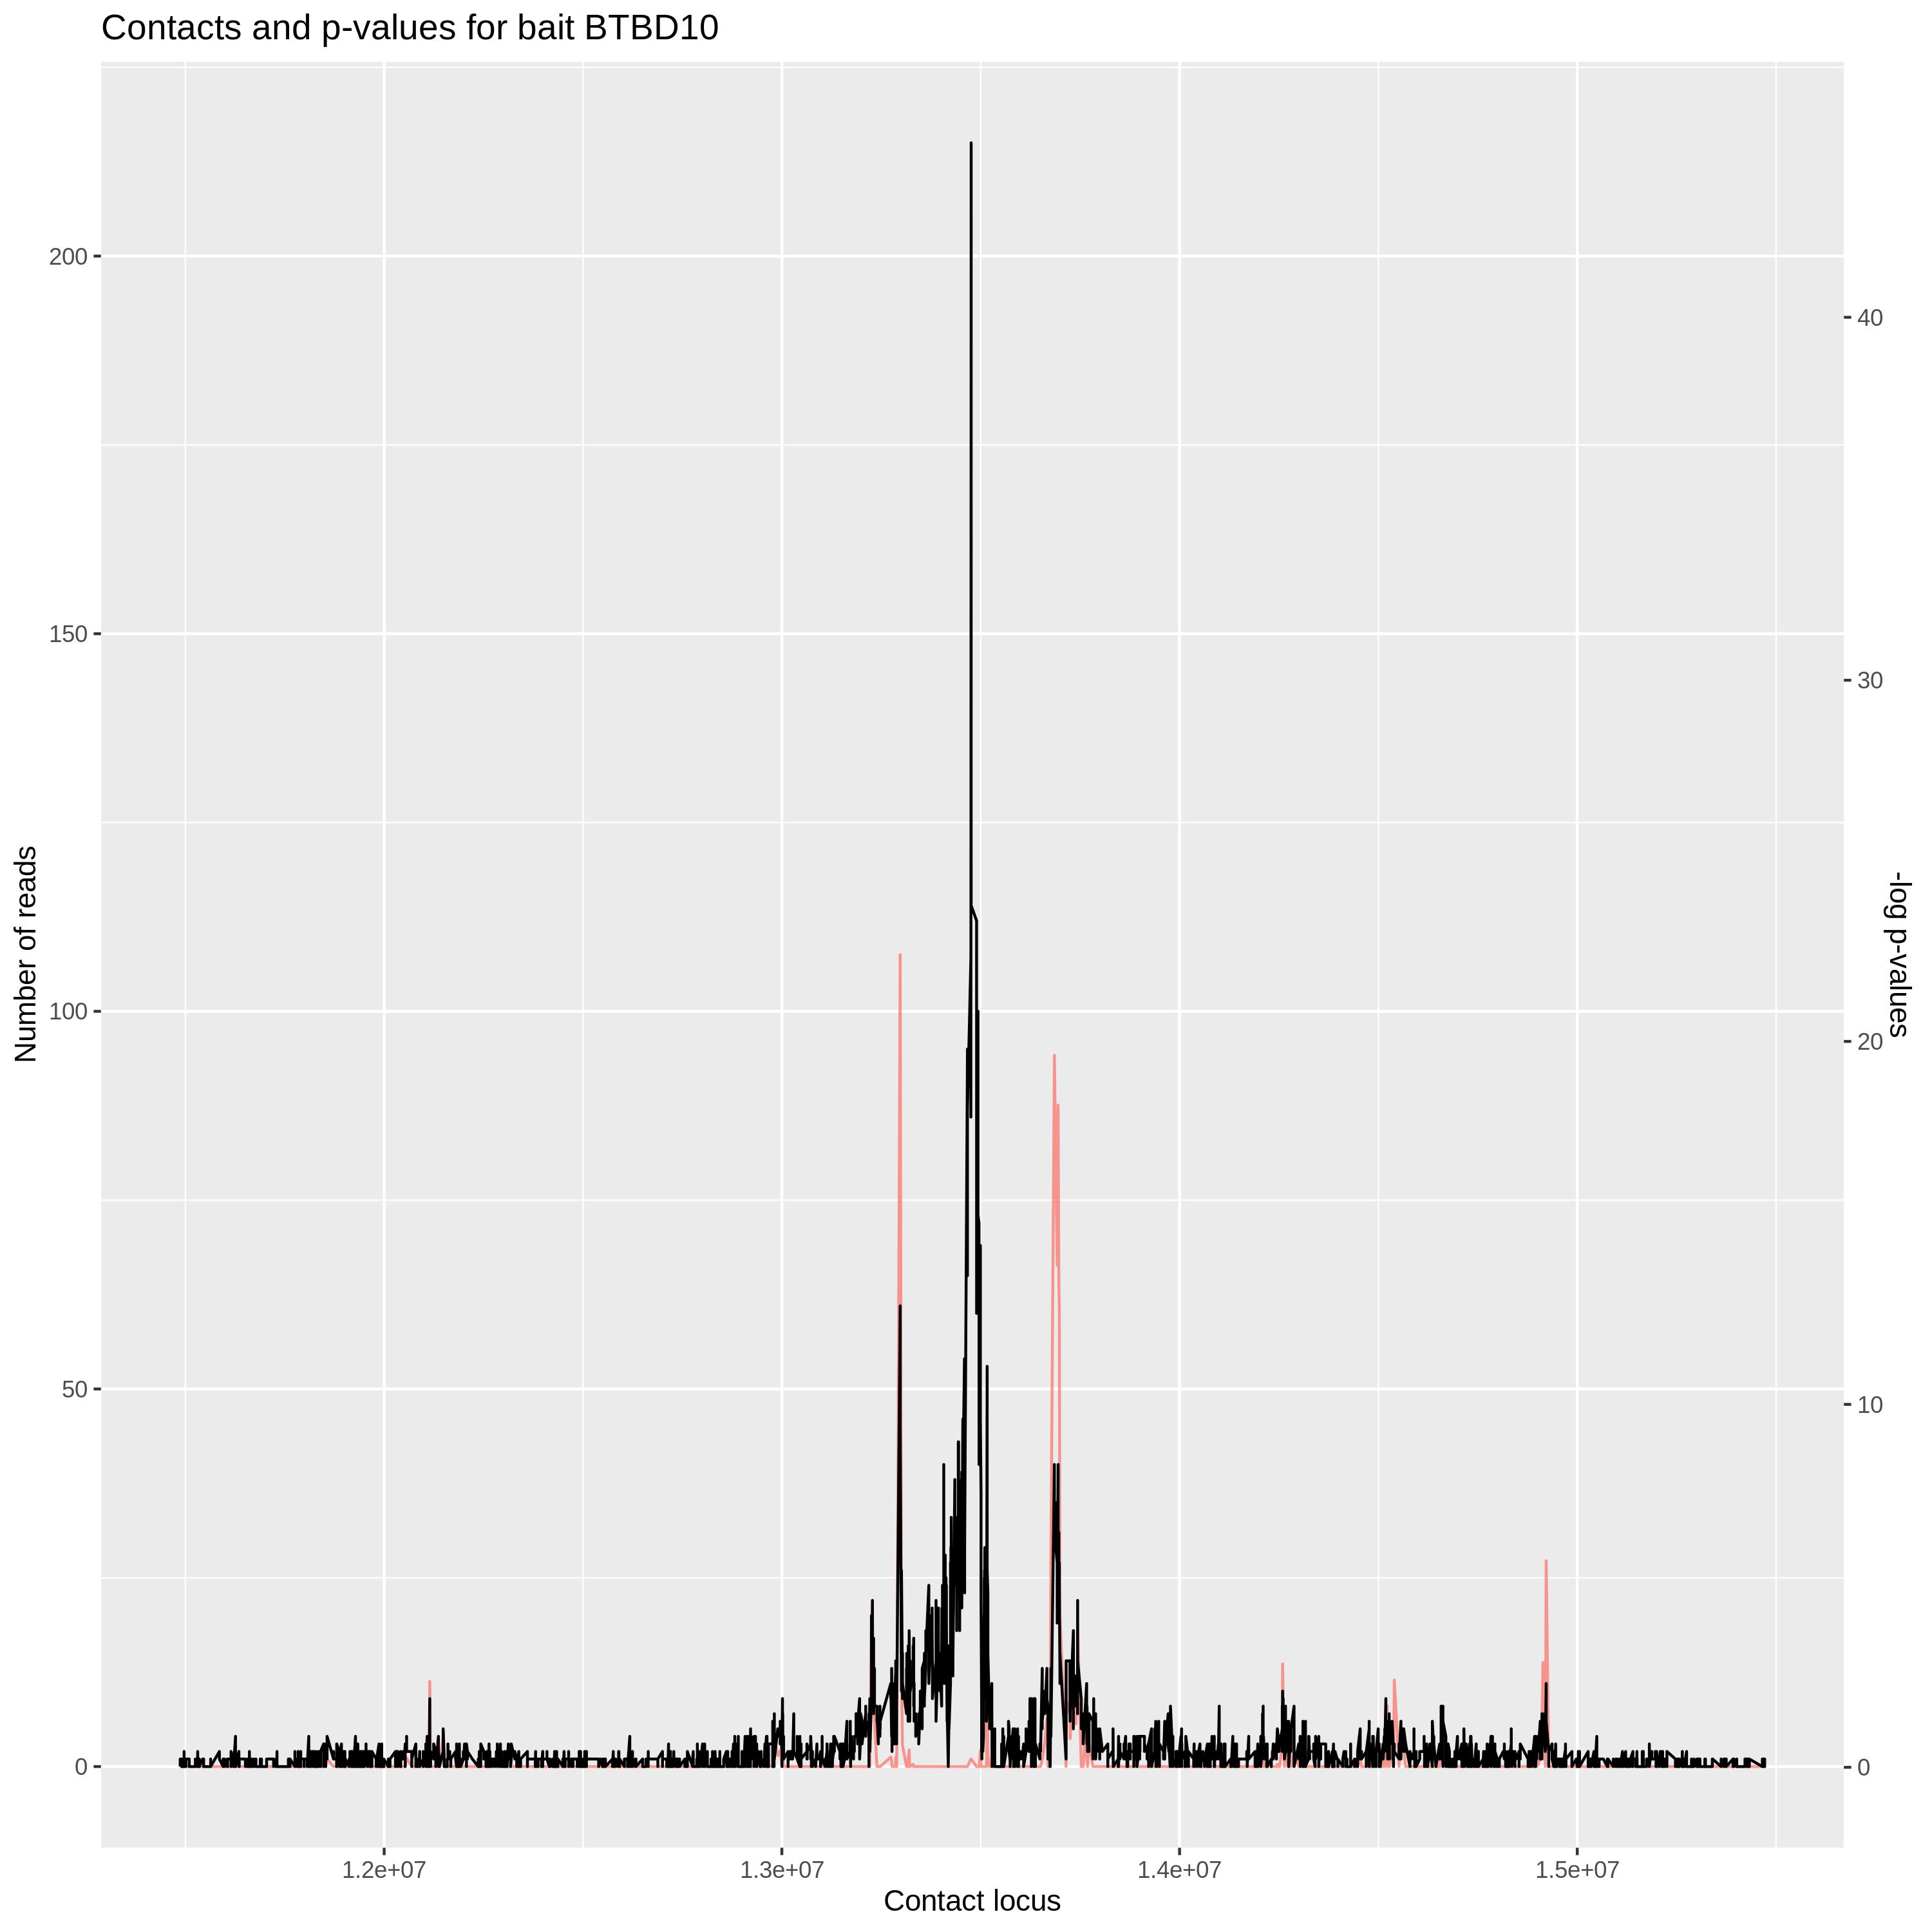 Contacts and p-values for bait BTBD10
Number of reads
200
150
100
50
0
40
30
20
10
0
-log p-values
1.2e+07
1.3e+07
1.4e+07
1.5e+07
Contact locus